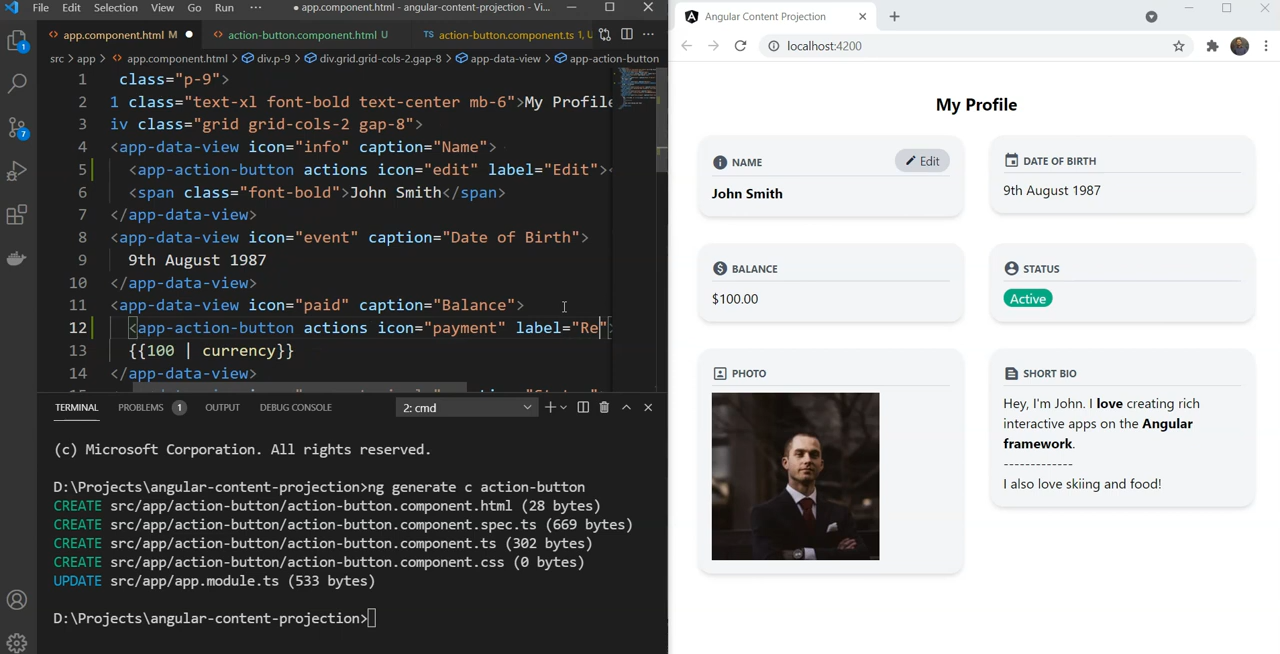 File Edit Selection View Go Run ··· ● app.component.html - angular-content-projection - Vi...
app.component.html M ● action-button.component.html U TS action-button.component.ts 1, U
src > app > app.component.html > div.p-9 > div.grid.grid-cols-2.gap-8 > app-data-view > app-action-button
1 class="p-9">
2 1 class="text-xl font-bold text-center mb-6">My Profile
3 iv class="grid grid-cols-2 gap-8">
4 <app-data-view icon="info" caption="Name">
5 <app-action-button actions icon="edit" label="Edit"><
6 <span class="font-bold">John Smith</span>
7 </app-data-view>
8 <app-data-view icon="event" caption="Date of Birth">
9 9th August 1987
10 </app-data-view>
11 <app-data-view icon="paid" caption="Balance">
12 <app-action-button actions icon="payment" label="Re">
13 {{100 | currency}}
14 </app-data-view>
1
7
TERMINAL PROBLEMS 1 OUTPUT DEBUG CONSOLE 2: cmd
(c) Microsoft Corporation. All rights reserved.
D:\Projects\angular-content-projection>ng generate c action-button
CREATE src/app/action-button/action-button.component.html (28 bytes)
CREATE src/app/action-button/action-button.component.spec.ts (669 bytes)
CREATE src/app/action-button/action-button.component.ts (302 bytes)
CREATE src/app/action-button/action-button.component.css (0 bytes)
UPDATE src/app/app.module.ts (533 bytes)
D:\Projects\angular-content-projection>
Angular Content Projection
localhost:4200
My Profile
NAME
Edit
John Smith
DATE OF BIRTH
9th August 1987
BALANCE
$100.00
STATUS
Active
PHOTO
SHORT BIO
Hey, I'm John. I love creating rich
interactive apps on the Angular
framework.
-------------
I also love skiing and food!